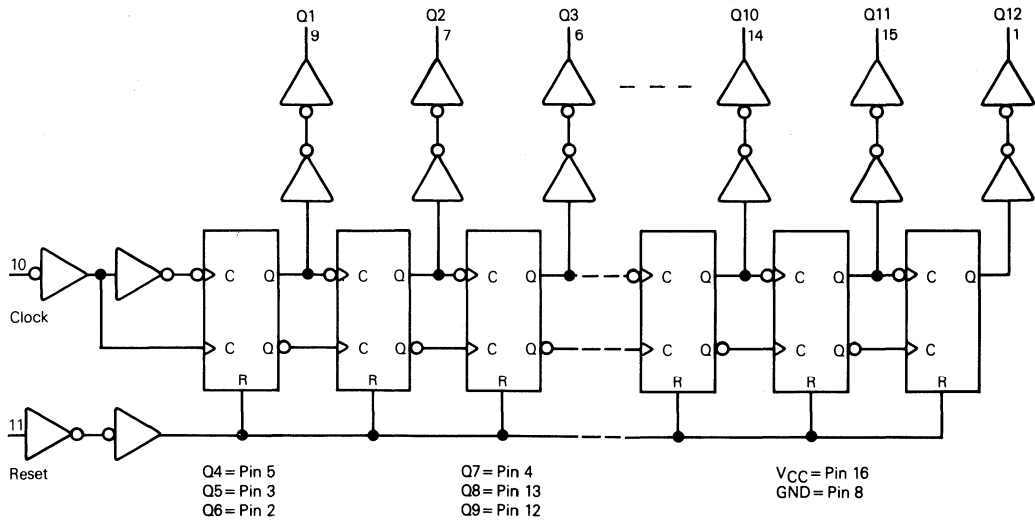 Q1 Q2 Q3 Q10 Q11 Q12
9 7 6 14 15 1
10
Clock
C Q C Q C Q C Q C Q C Q
C Q C Q C Q C Q C Q C
R R R R R R
11
Reset
Q4 = Pin 5
Q5 = Pin 3
Q6 = Pin 2
Q7 = Pin 4
Q8 = Pin 13
Q9 = Pin 12
VCC = Pin 16
GND = Pin 8